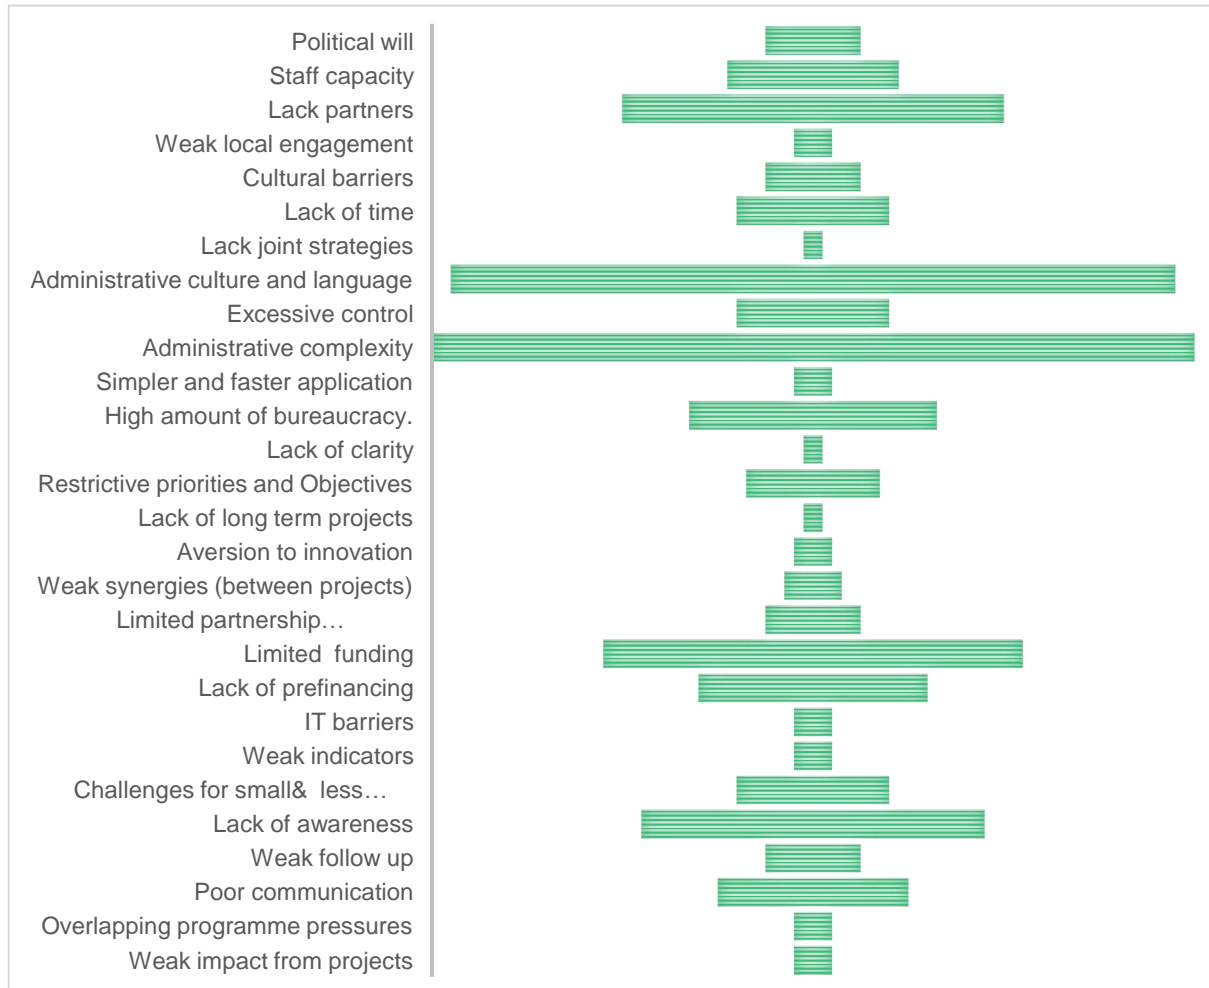 Political will
Staff capacity
Lack partners
Weak local engagement
Cultural barriers
Lack of time
Lack joint strategies
Administrative culture and language
Excessive control
Administrative complexity
Simpler and faster application
High amount of bureaucracy.
Lack of clarity
Restrictive priorities and Objectives
Lack of long term projects
Aversion to innovation
Weak synergies (between projects)
Limited partnership…
Limited  funding
Lack of prefinancing
IT barriers
Weak indicators
Challenges for small&  less…
Lack of awareness
Weak follow up
Poor communication
Overlapping programme pressures
Weak impact from projects